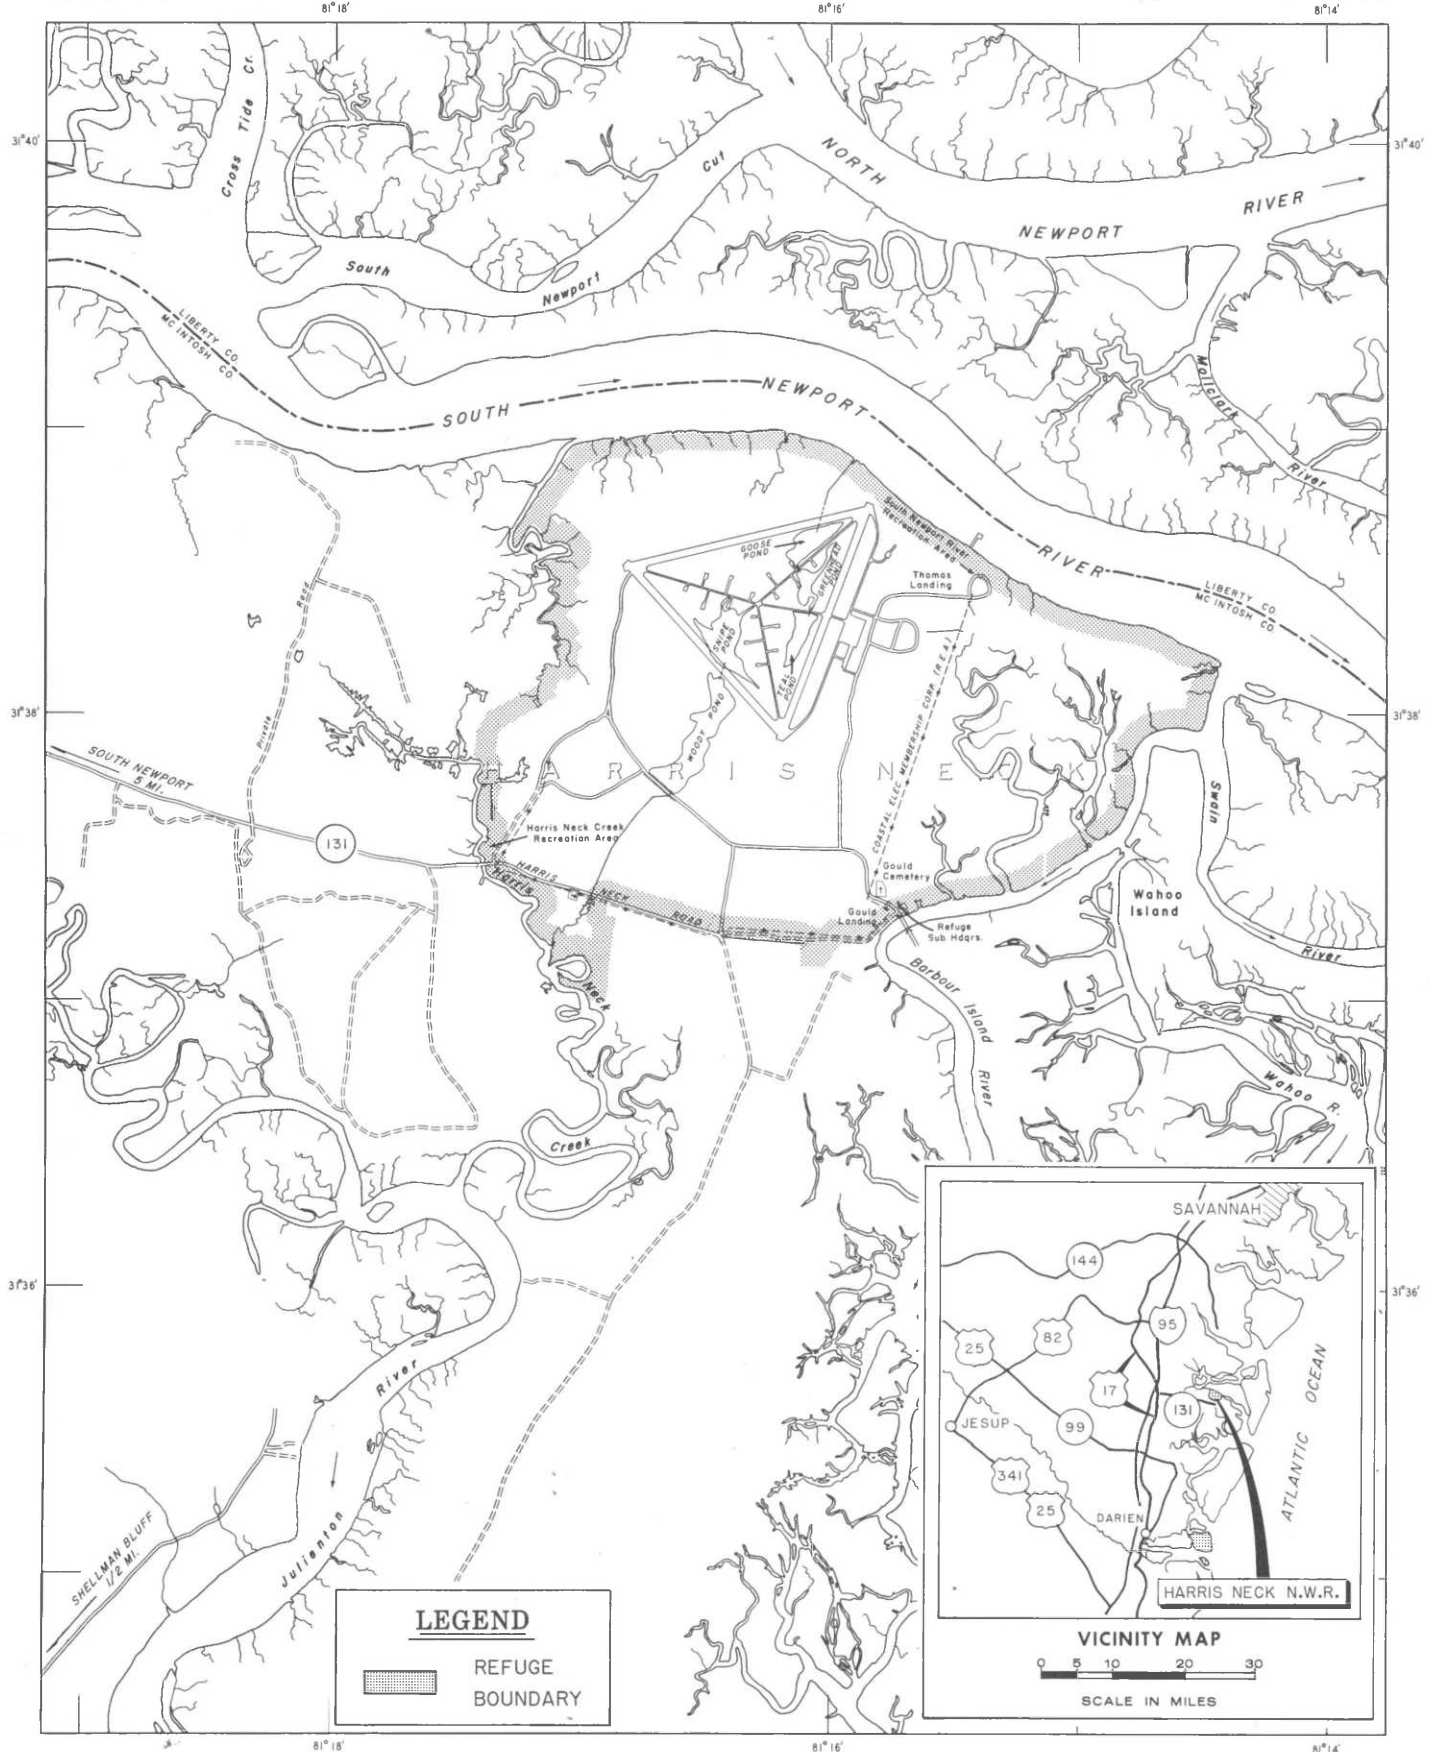 81°18'
81°16'
81°14'
31°40'
31°40'
Cross Tide Cr.
Cut
NORTH
NEWPORT
RIVER
South
Newport
LIBERTY CO
MC INTOSH CO
SOUTH
NEWPORT
RIVER
Mollclark
River
LIBERTY CO
MC INTOSH CO
South Newport River
Recreation Area
GOOSE
POND
GREENHEAD
POND
SNIPE
POND
TEAL
POND
WOODY POND
Thomas
Landing
COASTAL ELEC MEMBERSHIP CORP. (R.E.A.)
Private
Road
31°38'
31°38'
SOUTH NEWPORT
5 MI.
131
HARRIS NECK
Harris Neck Creek
Recreation Area
HARRIS
NECK
ROAD
Harris
Neck
Creek
Gould
Cemetery
Gould
Landing
Refuge
Sub Hdqrs.
Swain
River
Wahoo
Island
Barbour Island
River
Wahoo R.
31°36'
31°36'
River
Julienton
SHELLMAN BLUFF
1/2 MI.
LEGEND
REFUGE
BOUNDARY
SAVANNAH
144
95
82
25
17
131
JESUP
99
341
25
DARIEN
ATLANTIC OCEAN
HARRIS NECK N.W.R.
VICINITY MAP
0 5 10 20 30
SCALE IN MILES
81°18'
81°16'
81°14'